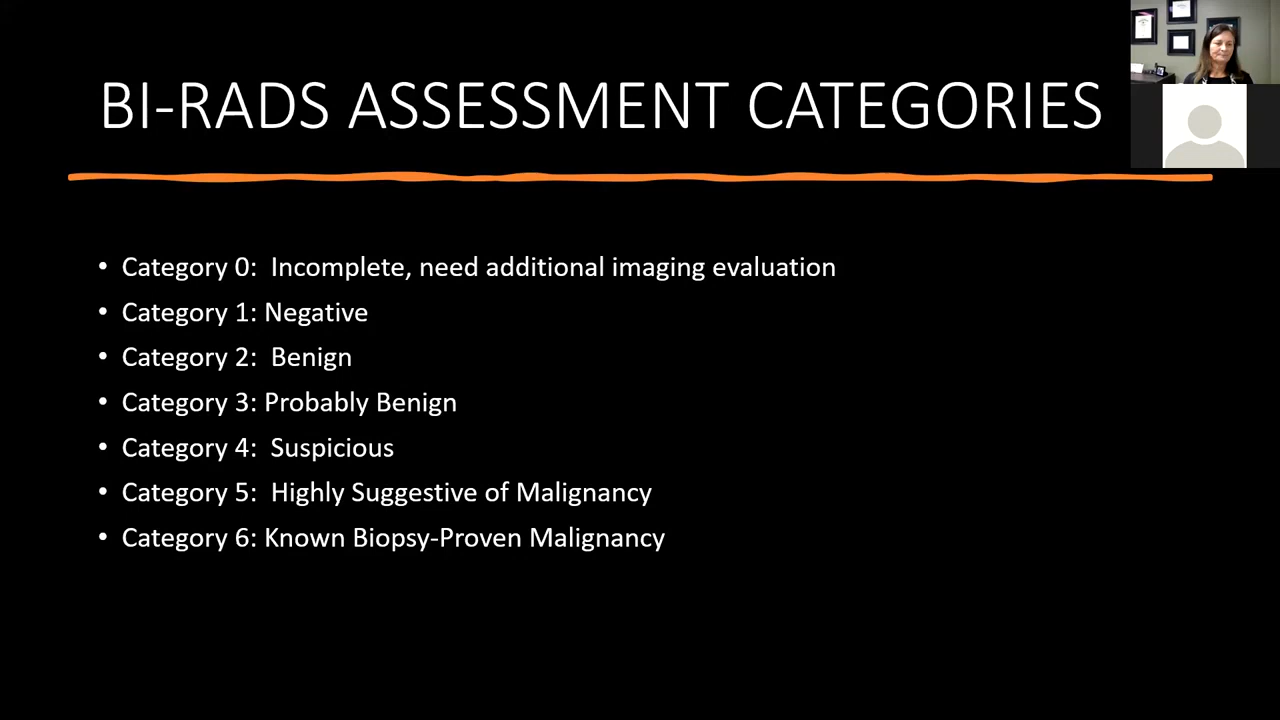 BI-RADS ASSESSMENT CATEGORIES
• Category 0:  Incomplete, need additional imaging evaluation
• Category 1: Negative
• Category 2:  Benign
• Category 3: Probably Benign
• Category 4:  Suspicious
• Category 5:  Highly Suggestive of Malignancy
• Category 6: Known Biopsy-Proven Malignancy